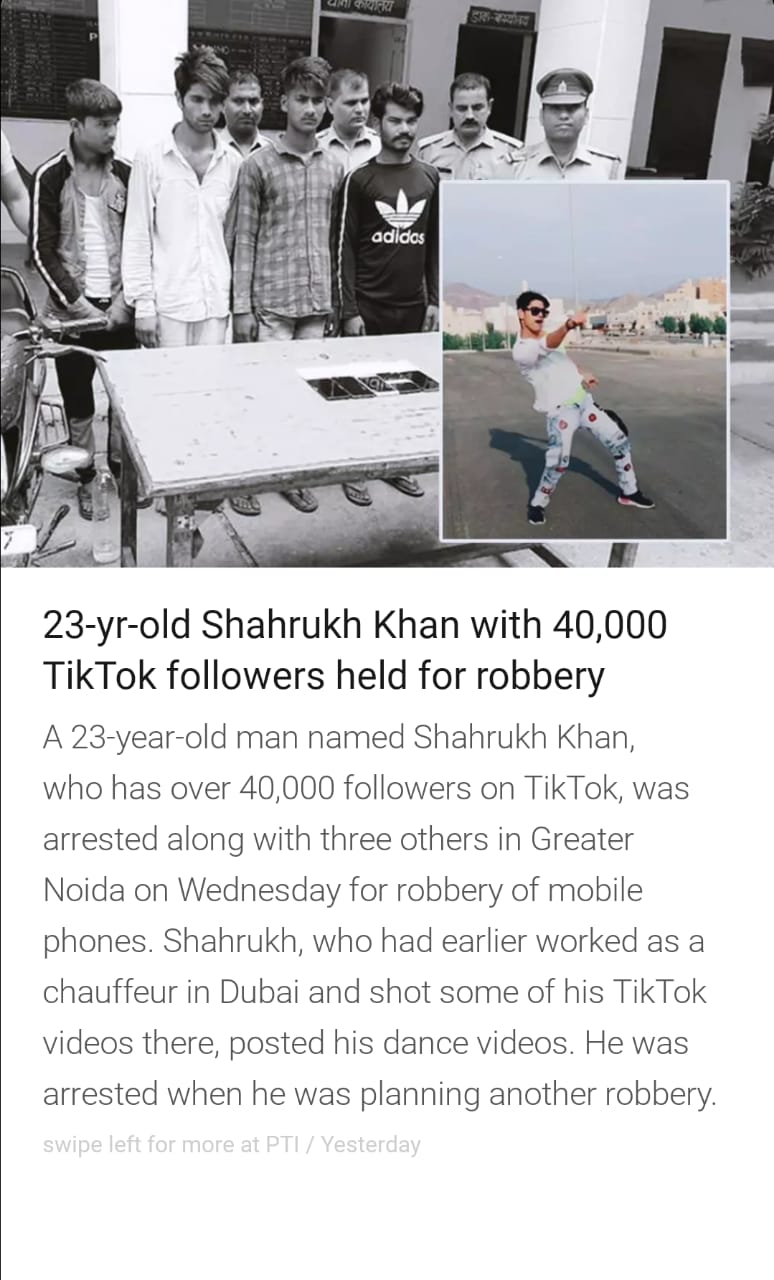 थाना कार्यालय
डाक-कार्यालय
adidas
23-yr-old Shahrukh Khan with 40,000
TikTok followers held for robbery
A 23-year-old man named Shahrukh Khan,
who has over 40,000 followers on TikTok, was
arrested along with three others in Greater
Noida on Wednesday for robbery of mobile
phones. Shahrukh, who had earlier worked as a
chauffeur in Dubai and shot some of his TikTok
videos there, posted his dance videos. He was
arrested when he was planning another robbery.
swipe left for more at PTI / Yesterday